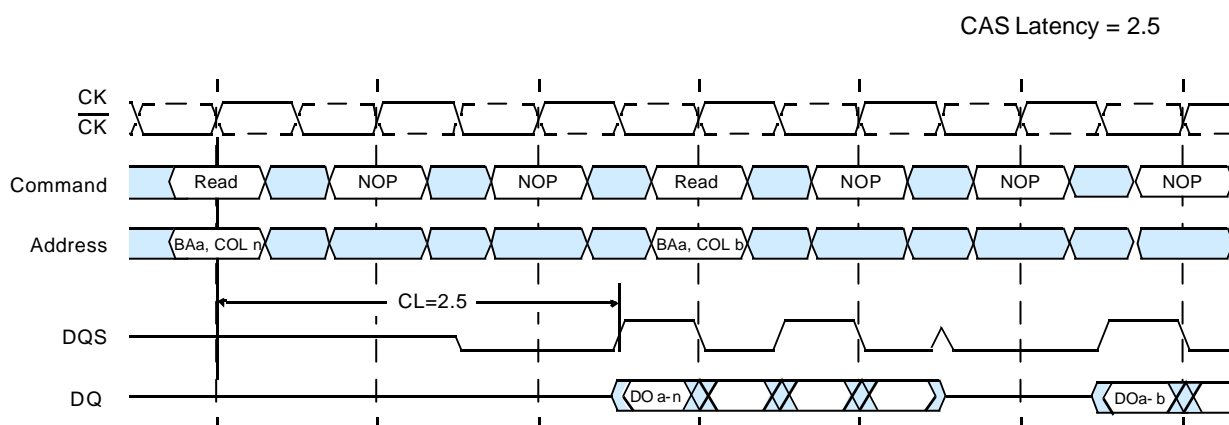 CAS Latency = 2.5
CK
CK
Command Read NOP NOP Read NOP NOP NOP
Address BAa, COL n BAa, COL b
CL=2.5
DQS
DQ DO a-n DOa- b